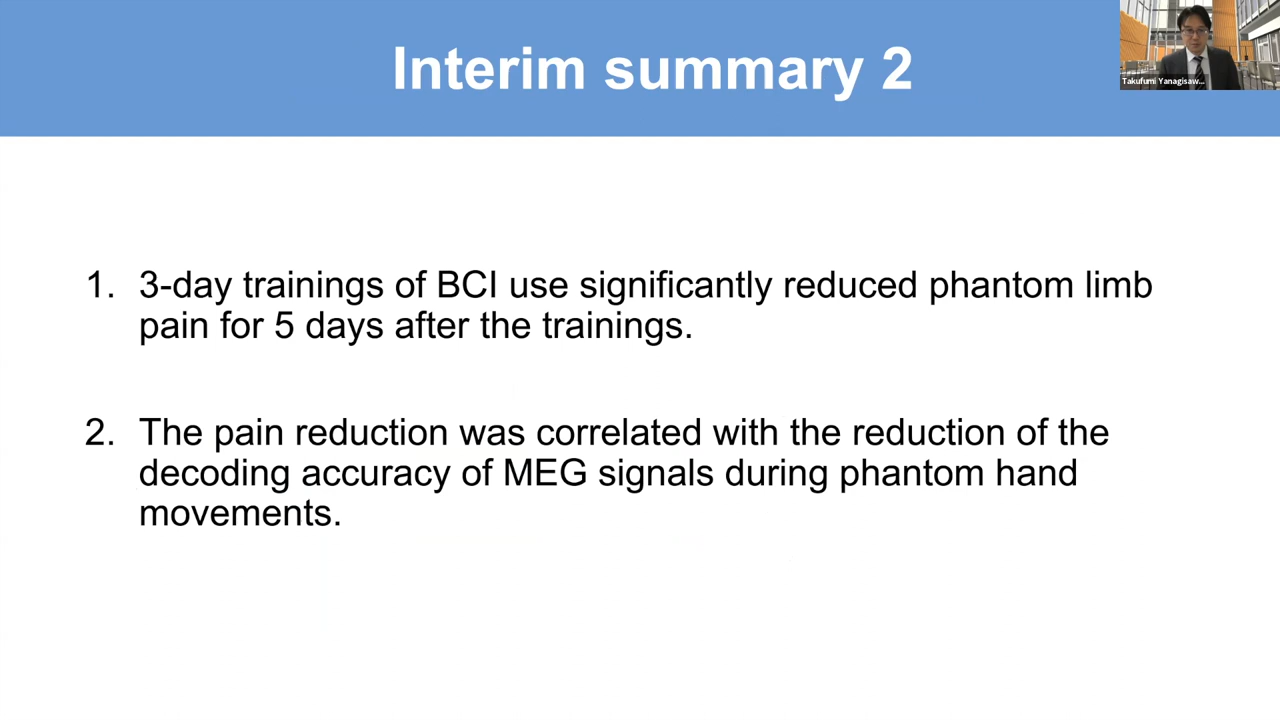 Interim summary 2
Takufumi Yanagisaw...
1. 3-day trainings of BCI use significantly reduced phantom limb
pain for 5 days after the trainings.
2. The pain reduction was correlated with the reduction of the
decoding accuracy of MEG signals during phantom hand
movements.